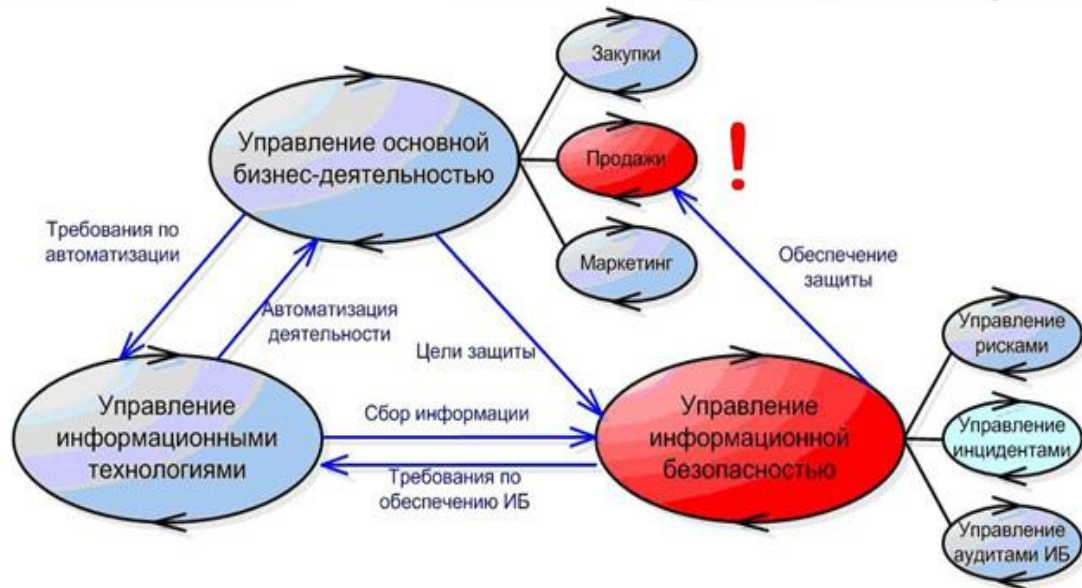 Закупки
Управление основной
бизнес-деятельностью
Продажи
!
Маркетинг
Требования по
автоматизации
Автоматизация
деятельности
Цели защиты
Обеспечение
защиты
Управление
рисками
Управление
информационными
технологиями
Сбор информации
Требования по
обеспечению ИБ
Управление
информационной
безопасностью
Управление
инцидентами
Управление
аудитами ИБ